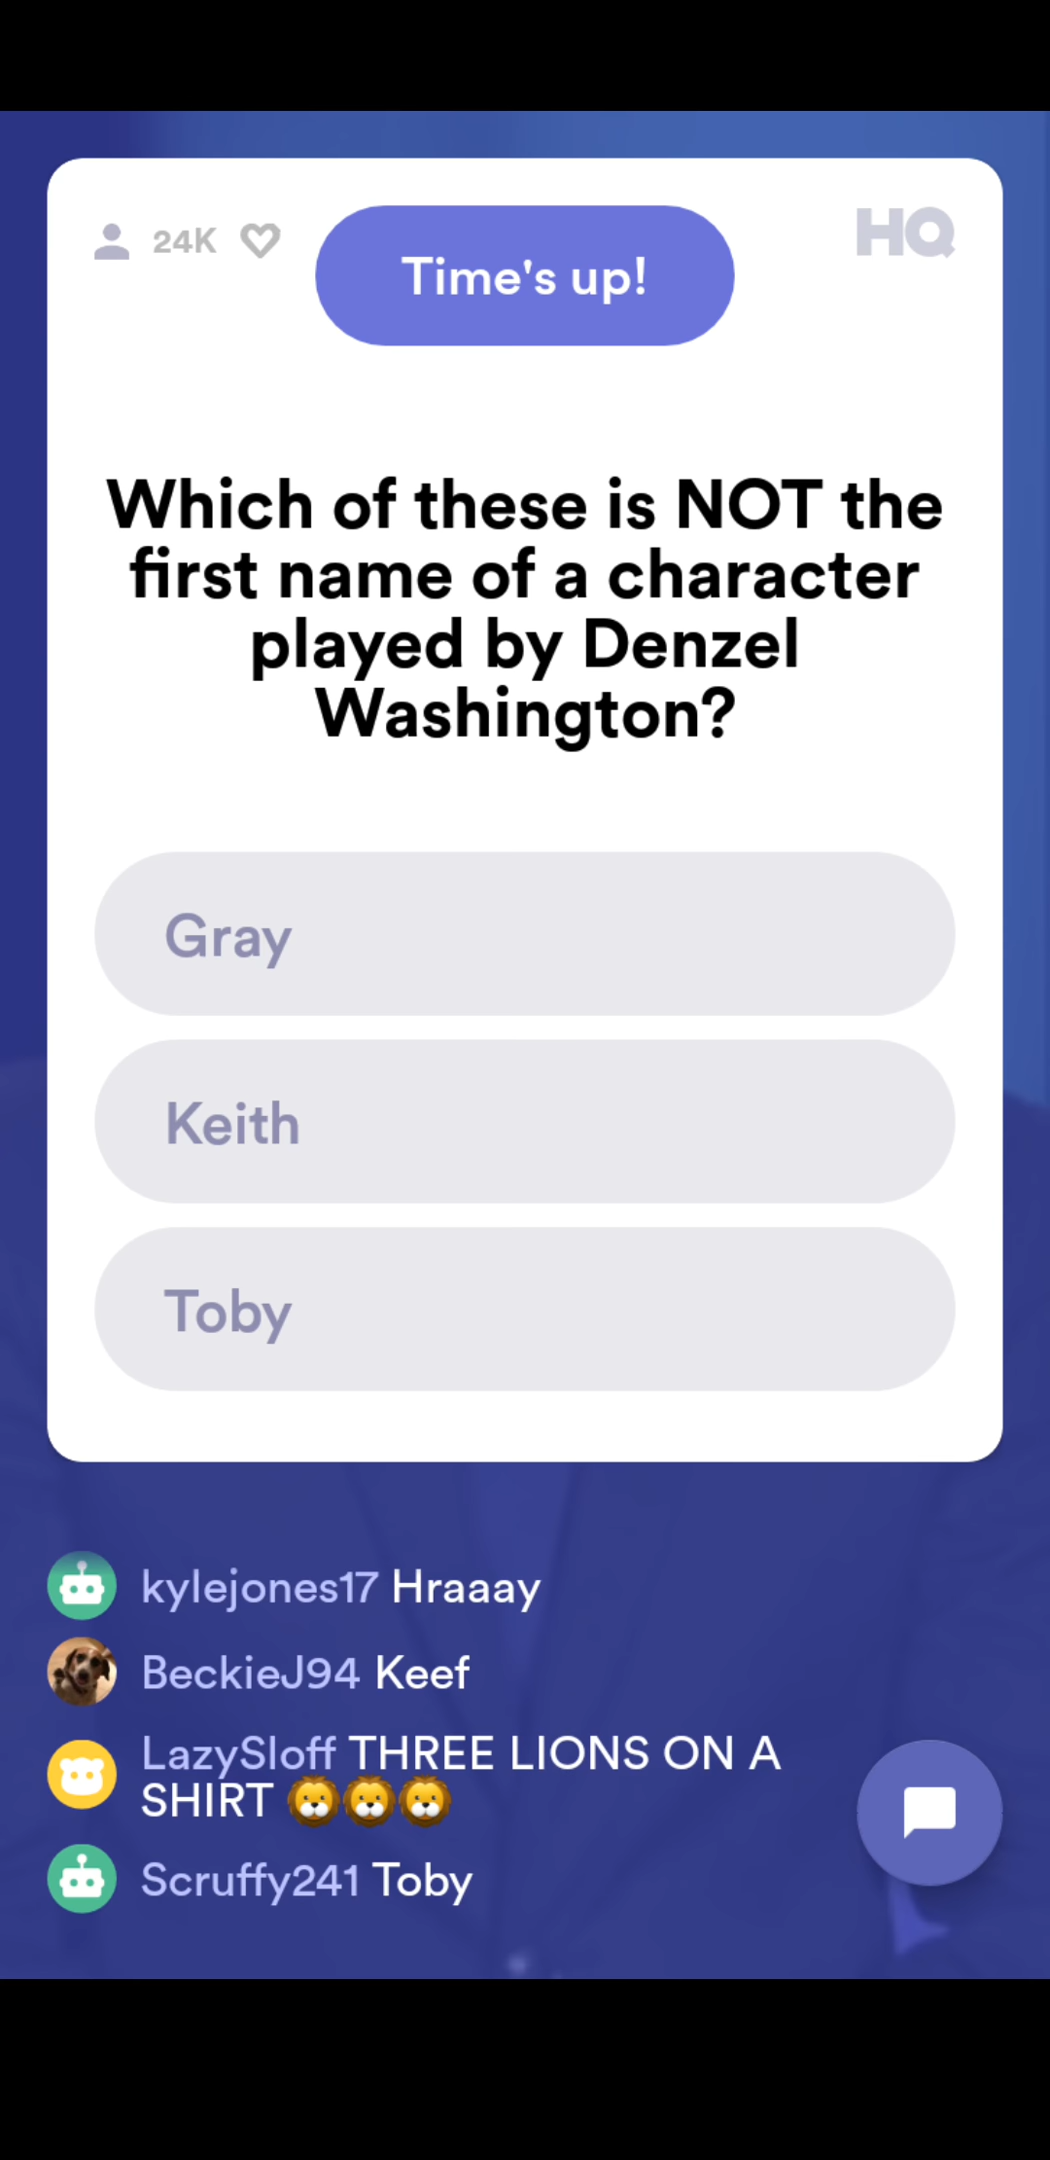 24K
Time's up!
HQ
Which of these is NOT the
first name of a character
played by Denzel
Washington?
Gray
Keith
Toby
kylejones17 Hraaay
BeckieJ94 Keef
LazySloff THREE LIONS ON A
SHIRT 🦁🦁🦁
Scruffy241 Toby